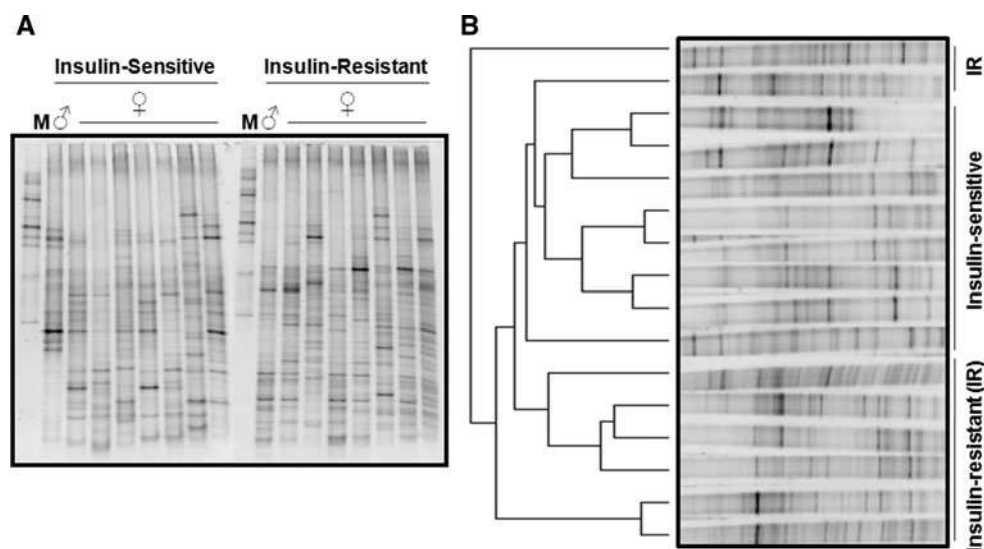 A
Insulin-Sensitive
Insulin-Resistant
♀
♀
M ♂
M ♂
B
IR
Insulin-sensitive
Insulin-resistant (IR)